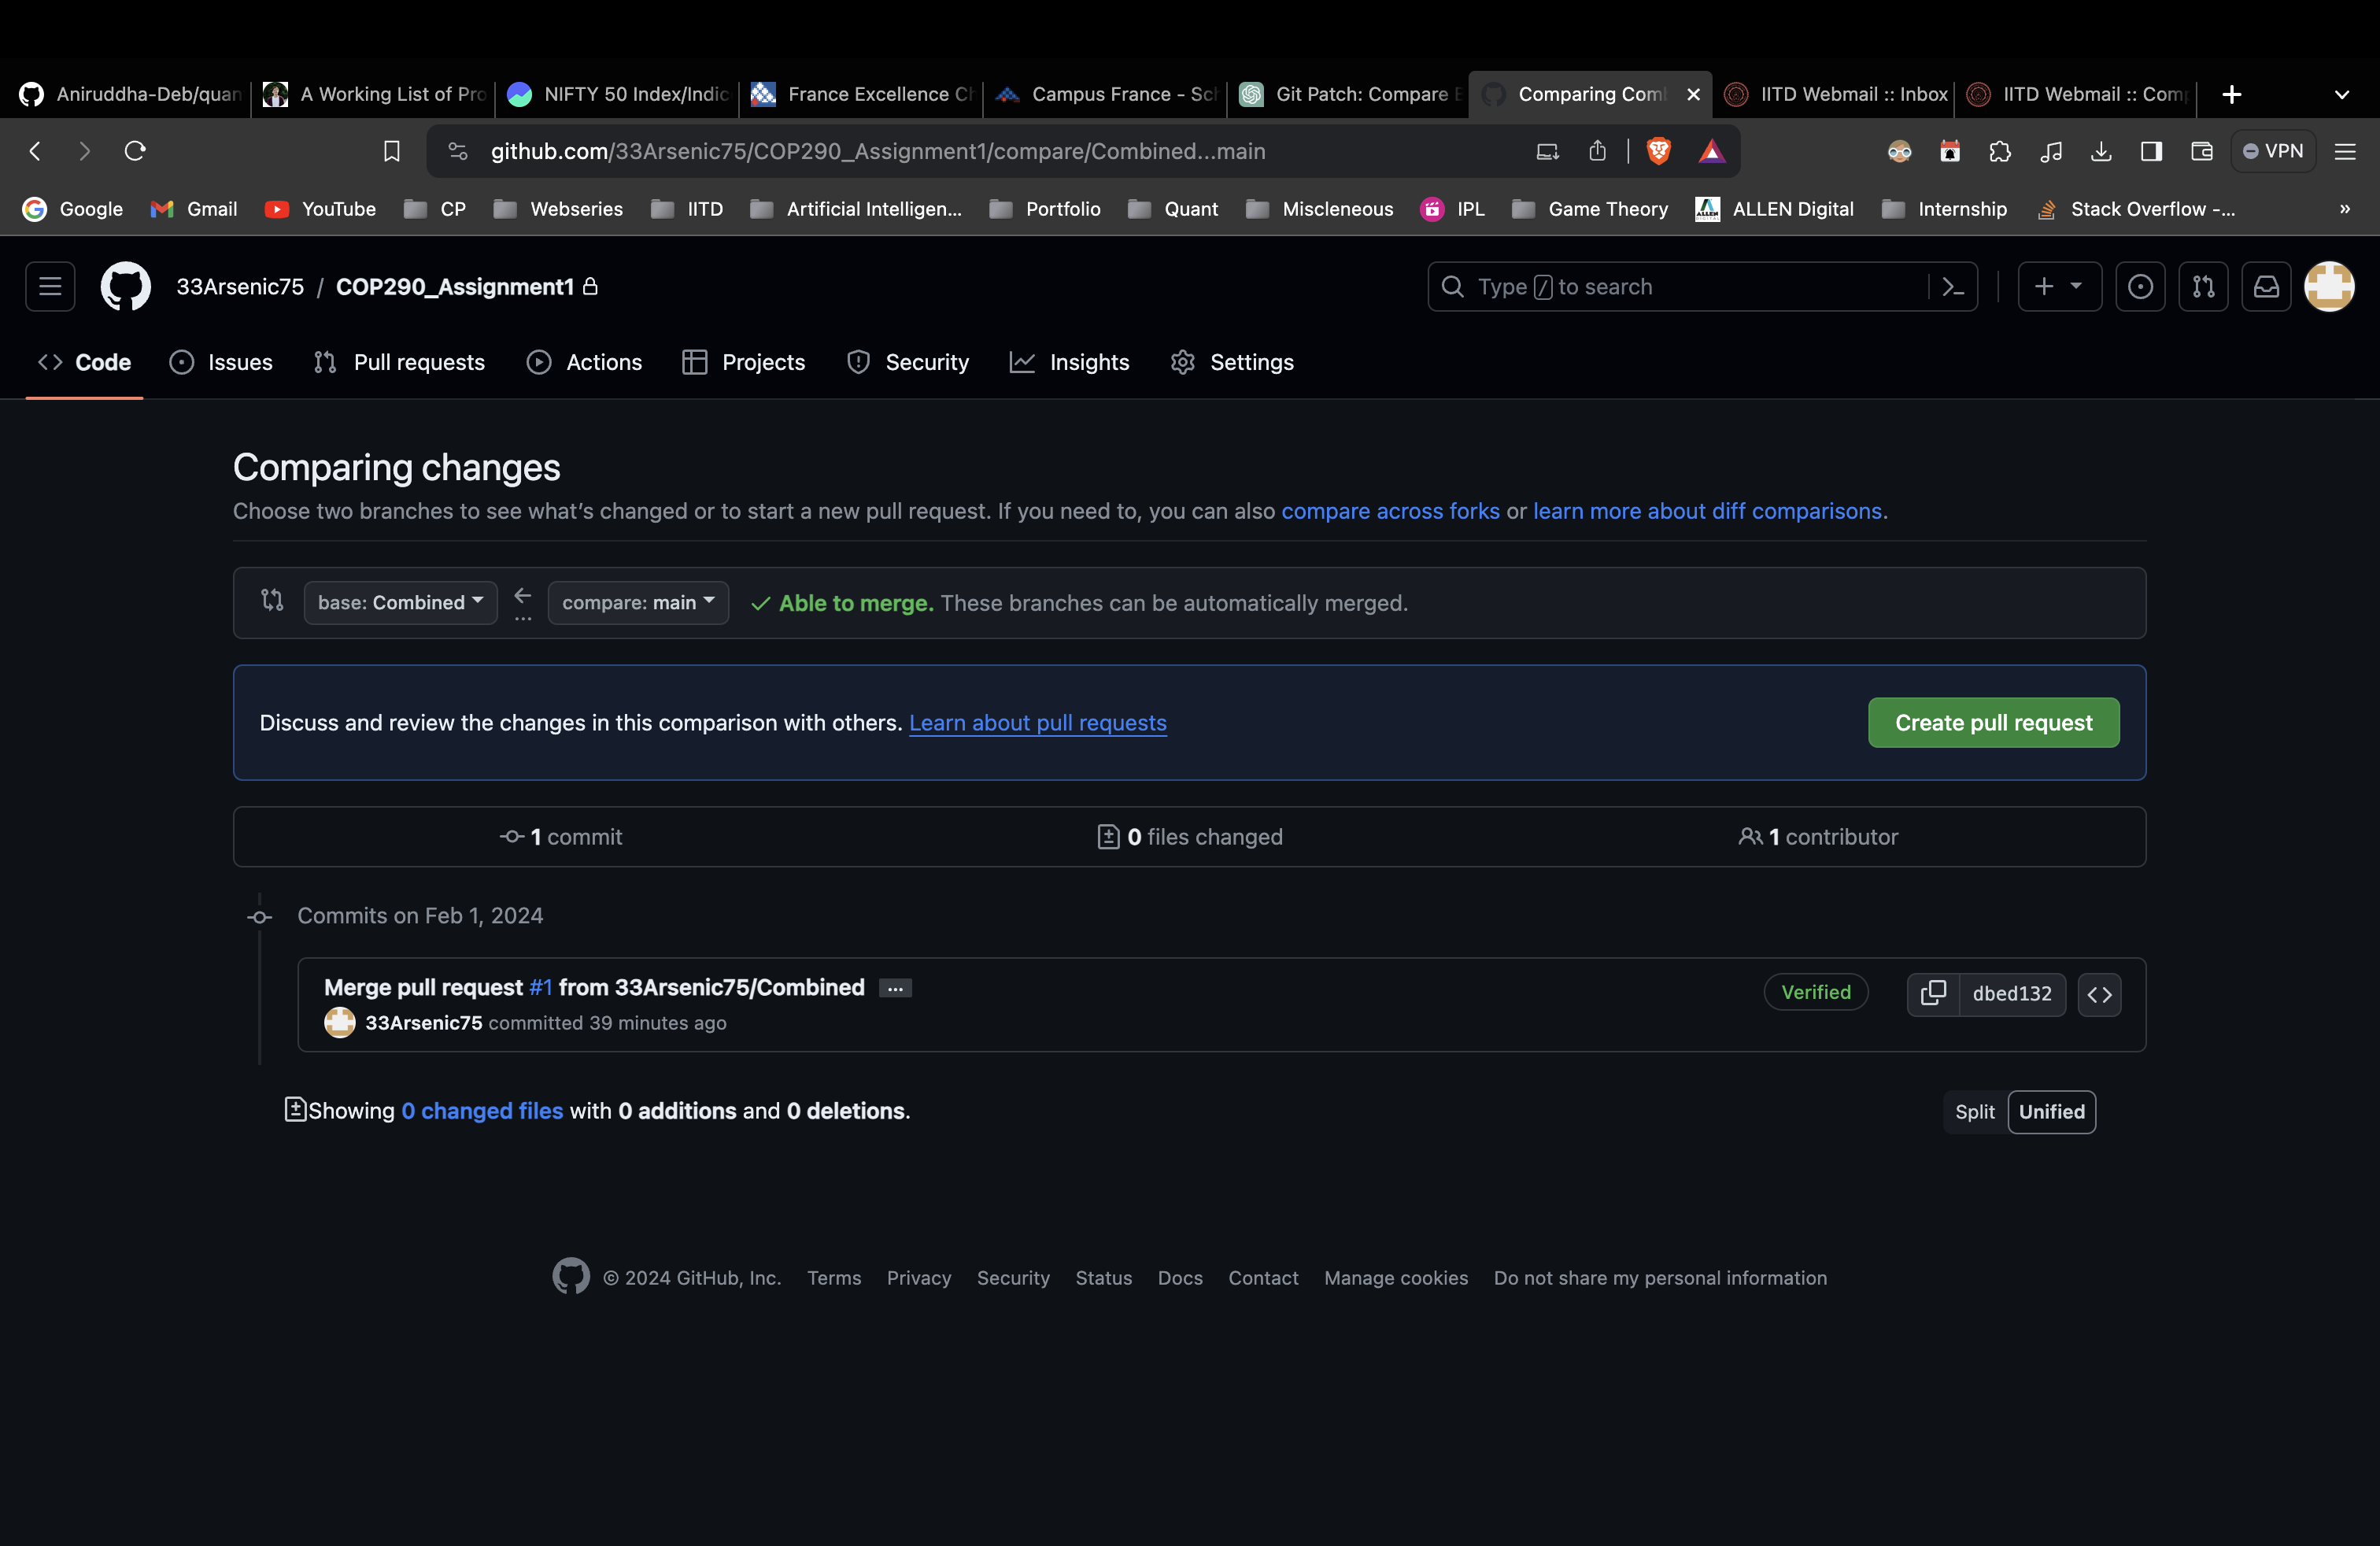 Aniruddha-Deb/quan
A Working List of Pro
NIFTY 50 Index/Indic
France Excellence Ch
Campus France - Sch
Git Patch: Compare B
Comparing Com
IITD Webmail :: Inbox
IITD Webmail :: Com
github.com/33Arsenic75/COP290_Assignment1/compare/Combined...main
VPN
Google Gmail YouTube CP Webseries IITD Artificial Intelligen... Portfolio Quant Miscleneous IPL Game Theory ALLEN Digital Internship Stack Overflow -... »
33Arsenic75 / COP290_Assignment1
Type / to search
Code Issues Pull requests Actions Projects Security Insights Settings
Comparing changes
Choose two branches to see what’s changed or to start a new pull request. If you need to, you can also compare across forks or learn more about diff comparisons.
base: Combined ... compare: main Able to merge. These branches can be automatically merged.
Discuss and review the changes in this comparison with others. Learn about pull requests
Create pull request
1 commit
0 files changed
1 contributor
Commits on Feb 1, 2024
Merge pull request #1 from 33Arsenic75/Combined ...
Verified
dbed132
33Arsenic75 committed 39 minutes ago
Showing 0 changed files with 0 additions and 0 deletions.
Split Unified
© 2024 GitHub, Inc. Terms Privacy Security Status Docs Contact Manage cookies Do not share my personal information